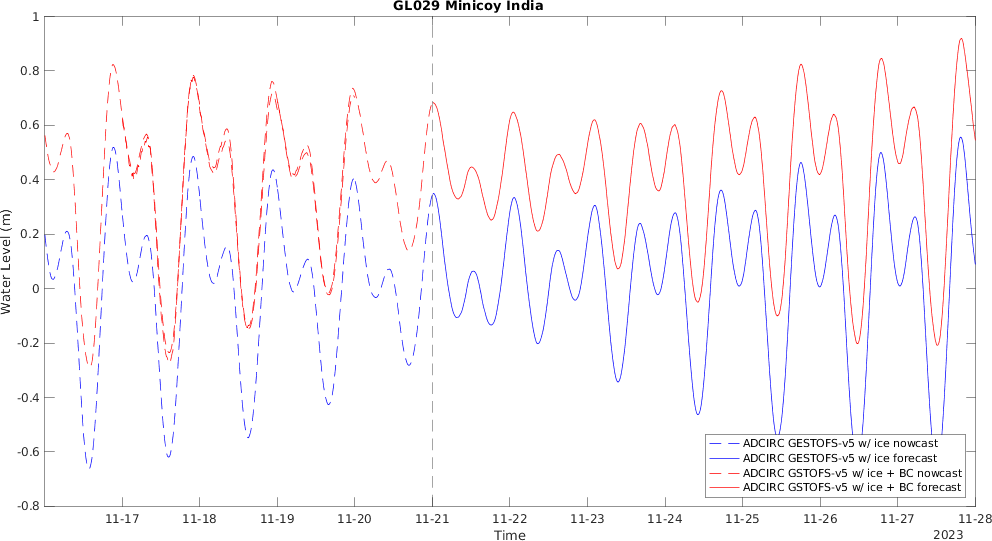 GL029 Minicoy India
Water Level (m)
1
0.8
0.6
0.4
0.2
0
-0.2
-0.4
-0.6
-0.8
ADCIRC GESTOFS-v5 w/ ice nowcast
ADCIRC GESTOFS-v5 w/ ice forecast
ADCIRC GSTOFS-v5 w/ ice + BC nowcast
ADCIRC GSTOFS-v5 w/ ice + BC forecast
11-17 11-18 11-19 11-20 11-21 11-22 11-23 11-24 11-25 11-26 11-27 11-28
Time
2023